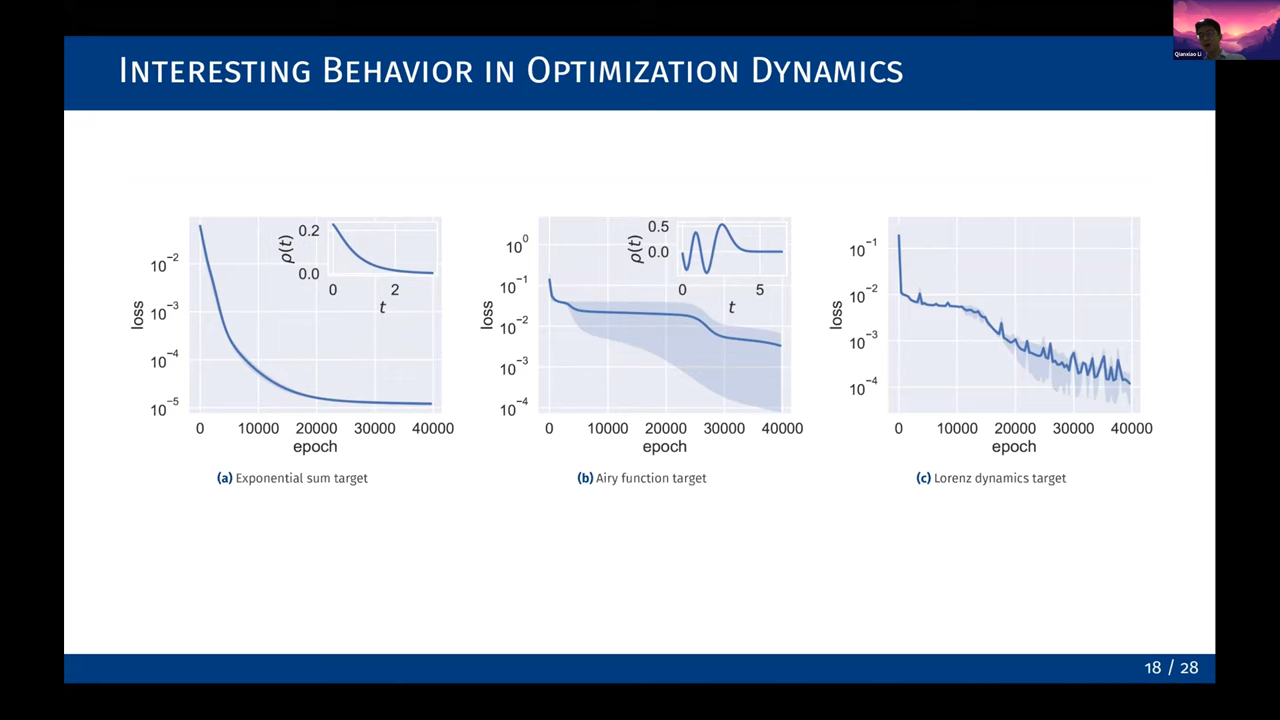 Qianxiao Li
INTERESTING BEHAVIOR IN OPTIMIZATION DYNAMICS
10⁻²
10⁻³
10⁻⁴
10⁻⁵
loss
0 10000 20000 30000 40000
epoch
0.2
0.0
ρ(t)
0 2
t
(a) Exponential sum target
10⁰
10⁻¹
10⁻²
10⁻³
10⁻⁴
loss
0 10000 20000 30000 40000
epoch
0.5
0.0
ρ(t)
0 5
t
(b) Airy function target
10⁻¹
10⁻²
10⁻³
10⁻⁴
loss
0 10000 20000 30000 40000
epoch
(c) Lorenz dynamics target
18 / 28